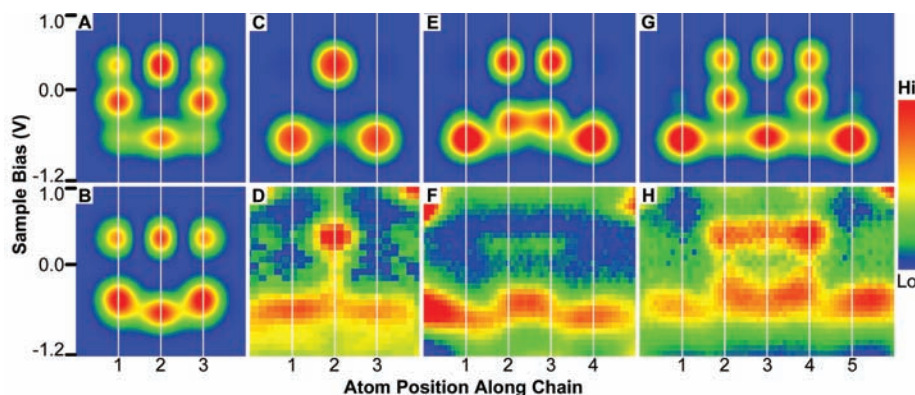 1.0 A C E G
Hi
0.0
Sample Bias (V)
-1.2
1.0 B D F H
Lo
0.0
-1.2
1 2 3 1 2 3 1 2 3 4 1 2 3 4 5
Atom Position Along Chain